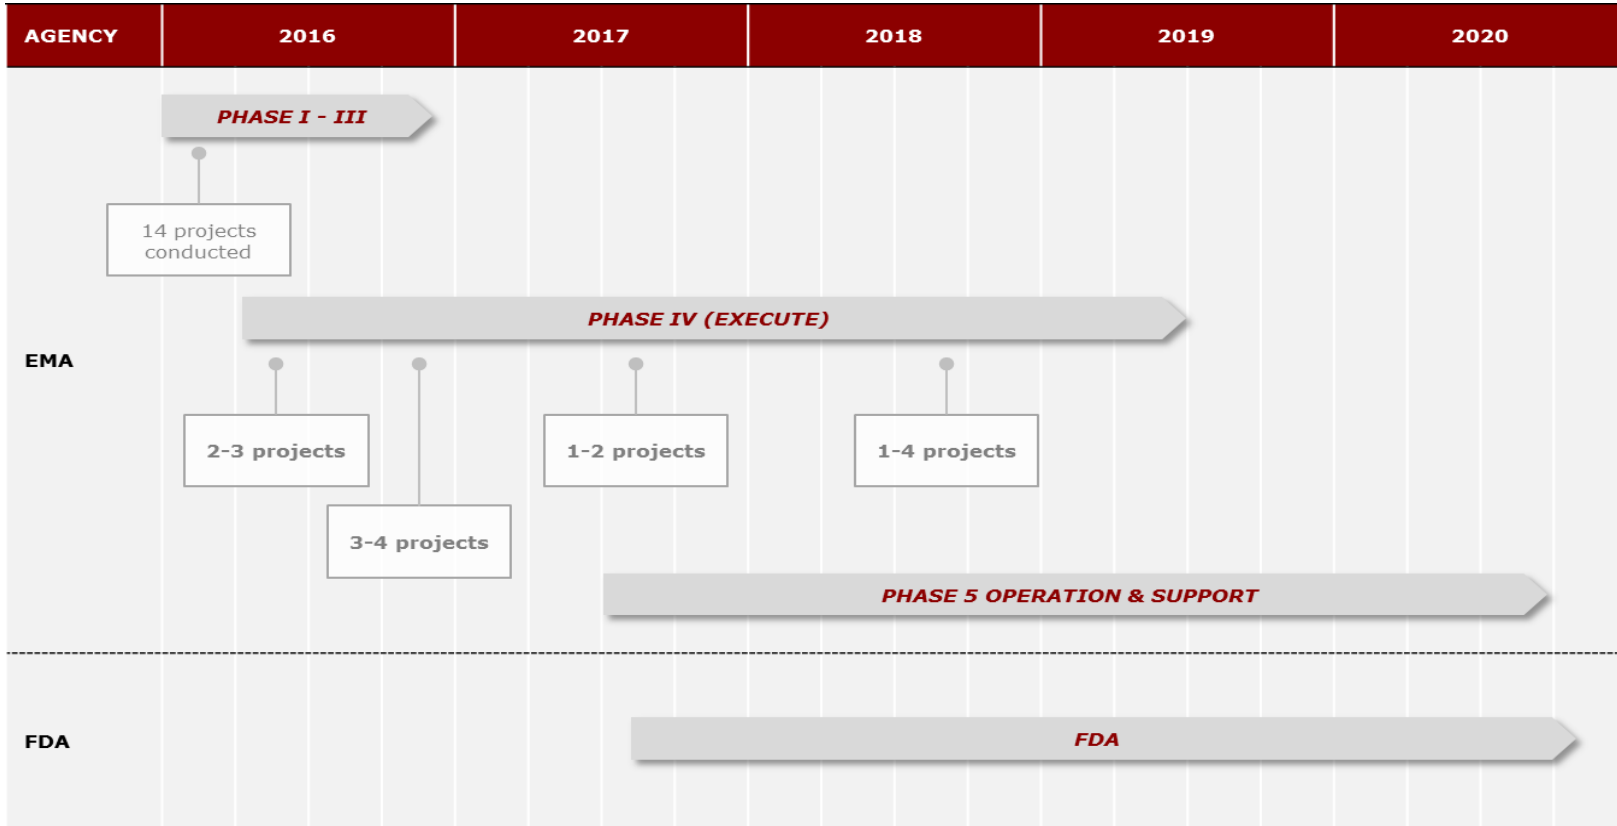 AGENCY 2016 2017 2018 2019 2020
PHASE I - III
14 projects
conducted
PHASE IV (EXECUTE)
EMA
2-3 projects
1-2 projects
1-4 projects
3-4 projects
PHASE 5 OPERATION & SUPPORT
FDA
FDA